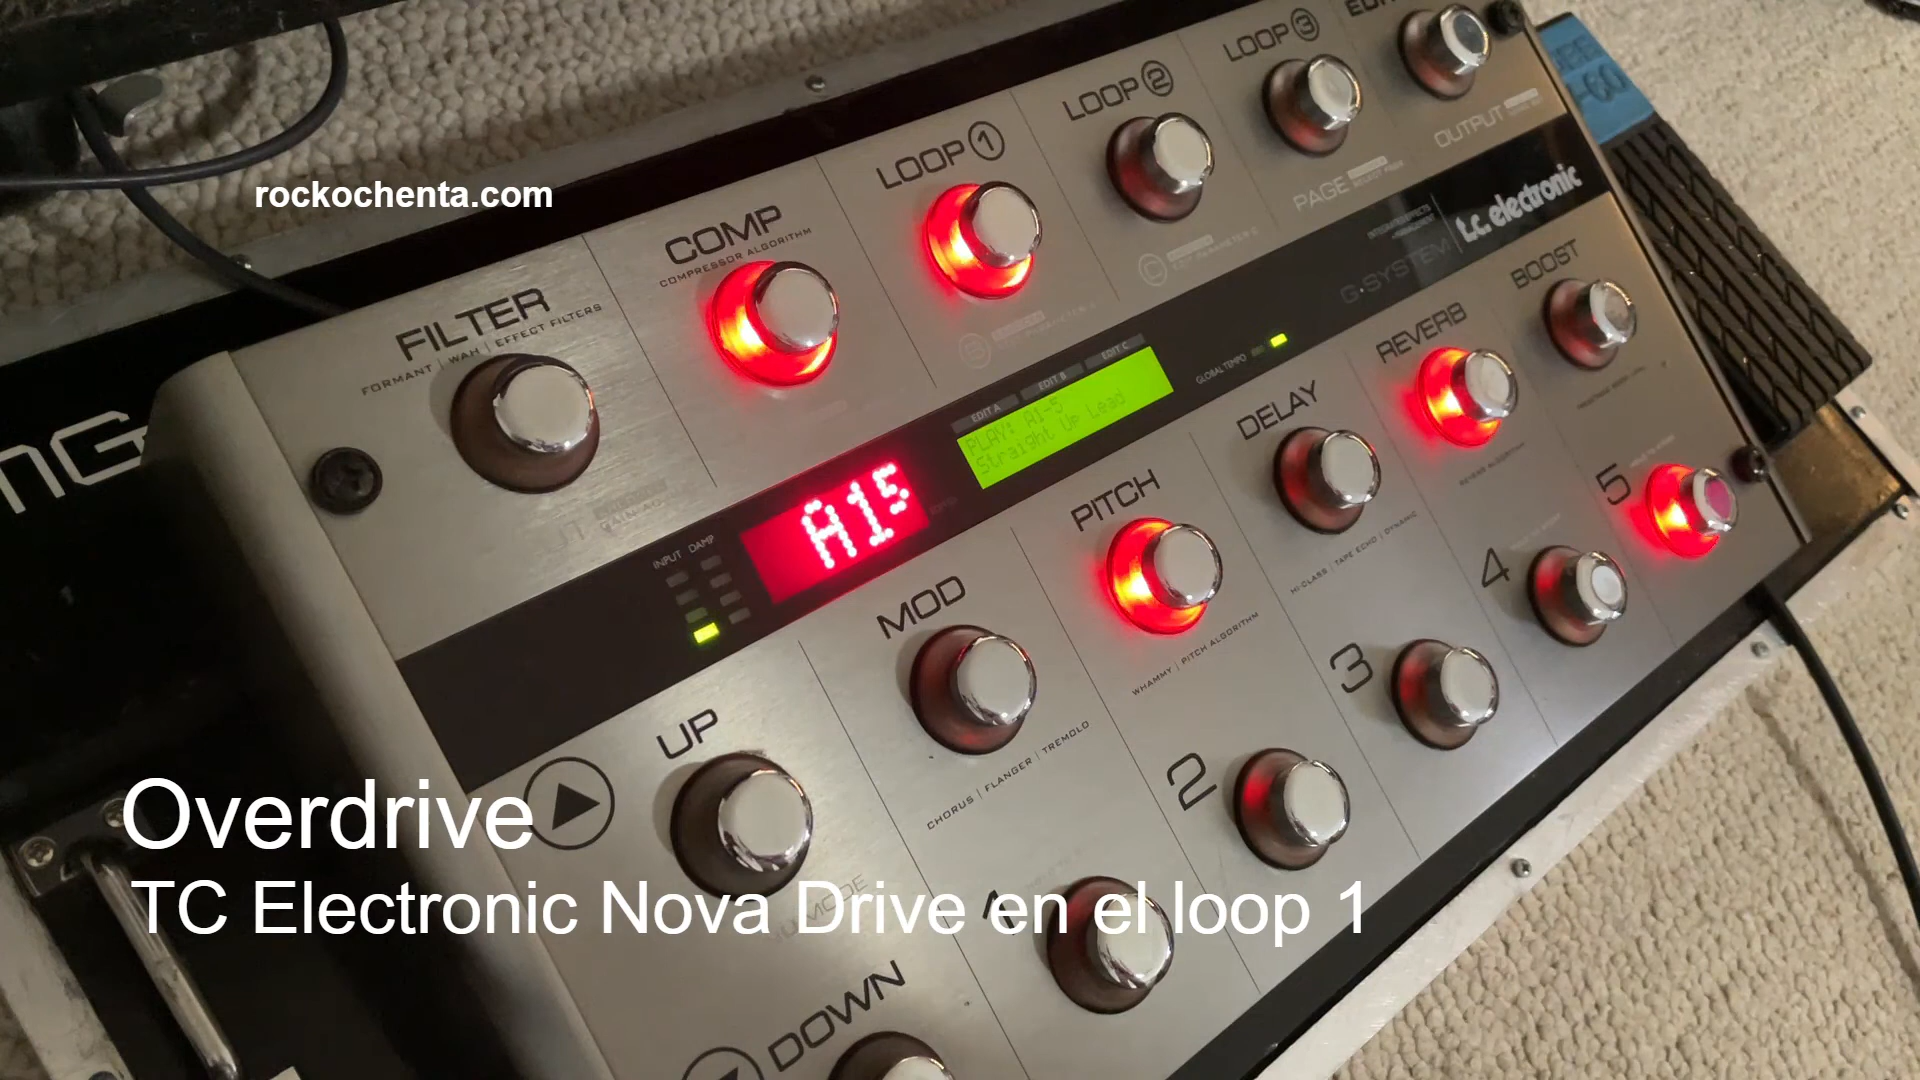 LOOP 3
LOOP 2
LOOP 1
OUTPUT
rockochenta.com
PAGE
COMP
COMPRESSOR ALGORITHM
t.c. electronic
G·SYSTEM
FILTER
FORMANT | WAH | EFFECT FILTERS
BOOST
REVERB
EDIT A EDIT B EDIT C
GLOBAL TEMPO
PLAY: A1-5
Straight Up Lead
DELAY
HI-CLASS | TAPE ECHO | DYNAMIC
PITCH
WHAMMY | PITCH ALGORITHM
A15
INPUT DAMP
MOD
CHORUS | FLANGER | TREMOLO
5
4
3
2
1
UP
DOWN
Overdrive
TC Electronic Nova Drive en el loop 1